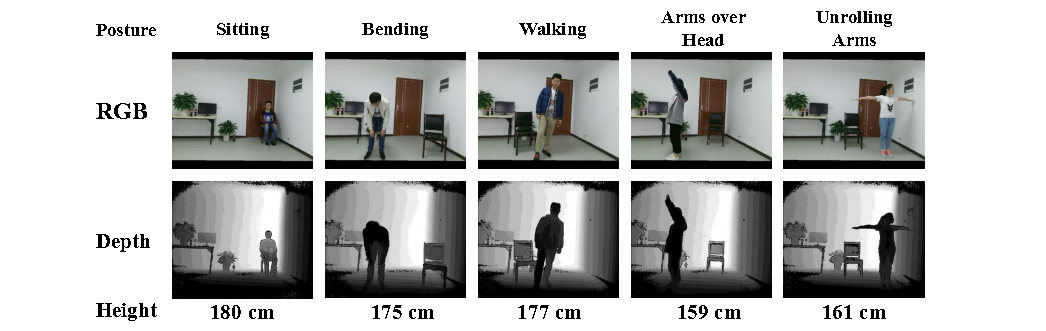 Posture Sitting Bending Walking Arms over Head Unrolling Arms
RGB
Depth
Height 180 cm 175 cm 177 cm 159 cm 161 cm